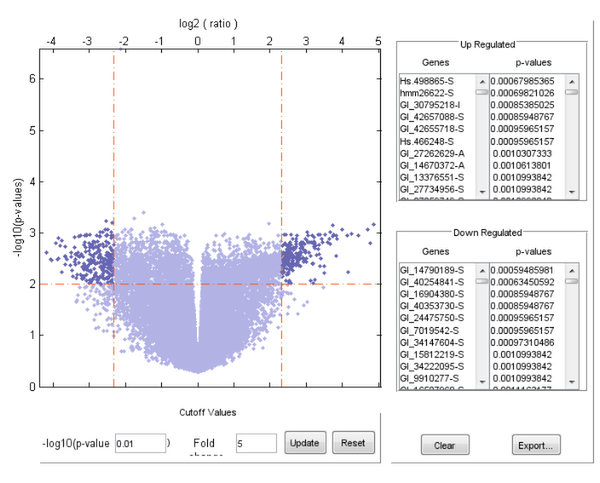 log2 ( ratio )
-4 -3 -2 -1 0 1 2 3 4 5
6
5
4
3
2
1
0
-log10(p-values)
Cutoff Values
-log10(p-value 0.01 ) Fold 5 Update Reset
Up Regulated
Genes p-values
Hs.498865-S 0.00067985365
hmm26622-S 0.00069821026
GI_30795218-I 0.00085385025
GI_42657088-S 0.00085948767
GI_42655718-S 0.00095965157
Hs.466248-S 0.00095965157
GI_27262629-A 0.0010307333
GI_14670372-A 0.0010613801
GI_13376551-S 0.0010993842
GI_27734956-S 0.0010993842
Down Regulated
Genes p-values
GI_14790189-S 0.00059485981
GI_40254841-S 0.00063450592
GI_16904380-S 0.00085948767
GI_40353730-S 0.00085948767
GI_24475750-S 0.00095965157
GI_7019542-S 0.00095965157
GI_34147604-S 0.00097310486
GI_15812219-S 0.0010993842
GI_34222095-S 0.0010993842
GI_9910277-S 0.0010993842
Clear Export...